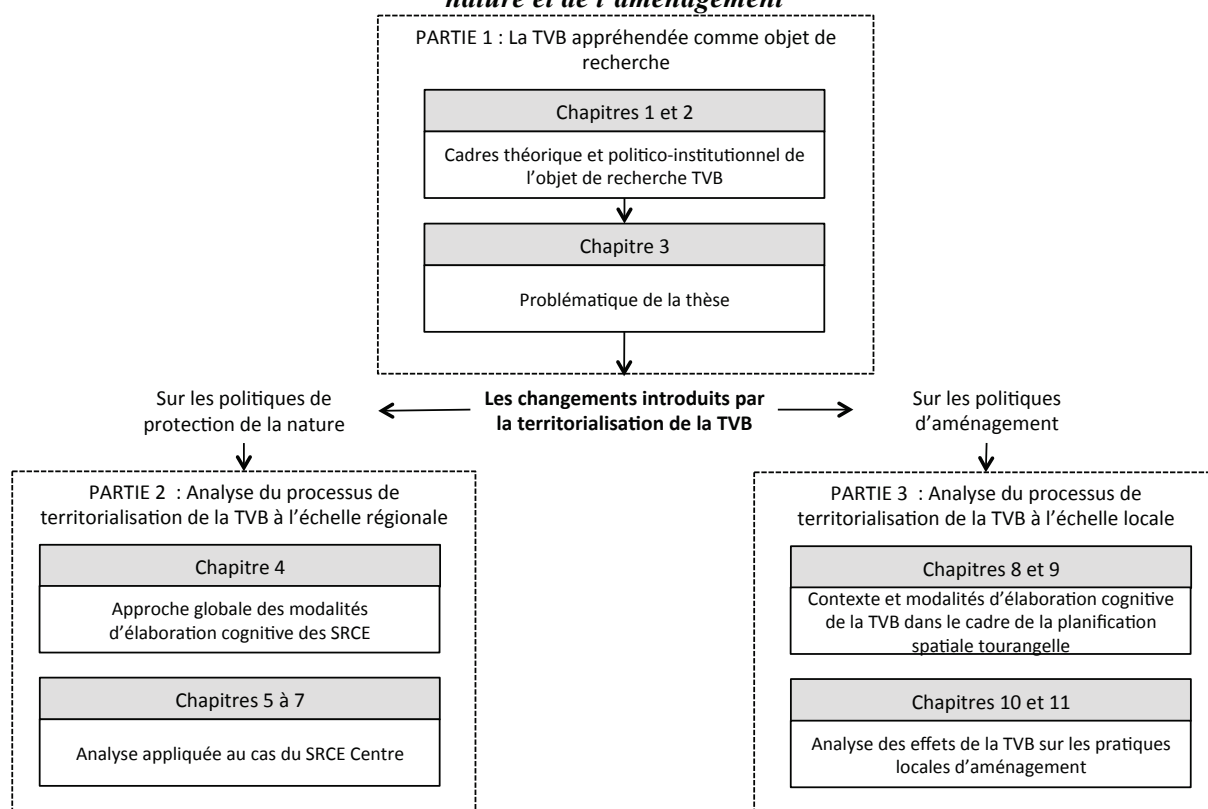 nature et de l'aménagement
PARTIE 1 : La TVB appréhendée comme objet de
recherche
Chapitres 1 et 2
Cadres théorique et politico-institutionnel de
l'objet de recherche TVB
Chapitre 3
Problématique de la thèse
Sur les politiques de
protection de la nature
Les changements introduits par
la territorialisation de la TVB
Sur les politiques
d'aménagement
PARTIE 2 : Analyse du processus de
territorialisation de la TVB à l'échelle régionale
Chapitre 4
Approche globale des modalités
d'élaboration cognitive des SRCE
Chapitres 5 à 7
Analyse appliquée au cas du SRCE Centre
PARTIE 3 : Analyse du processus de
territorialisation de la TVB à l'échelle locale
Chapitres 8 et 9
Contexte et modalités d'élaboration cognitive
de la TVB dans le cadre de la planification
spatiale tourangelle
Chapitres 10 et 11
Analyse des effets de la TVB sur les pratiques
locales d'aménagement